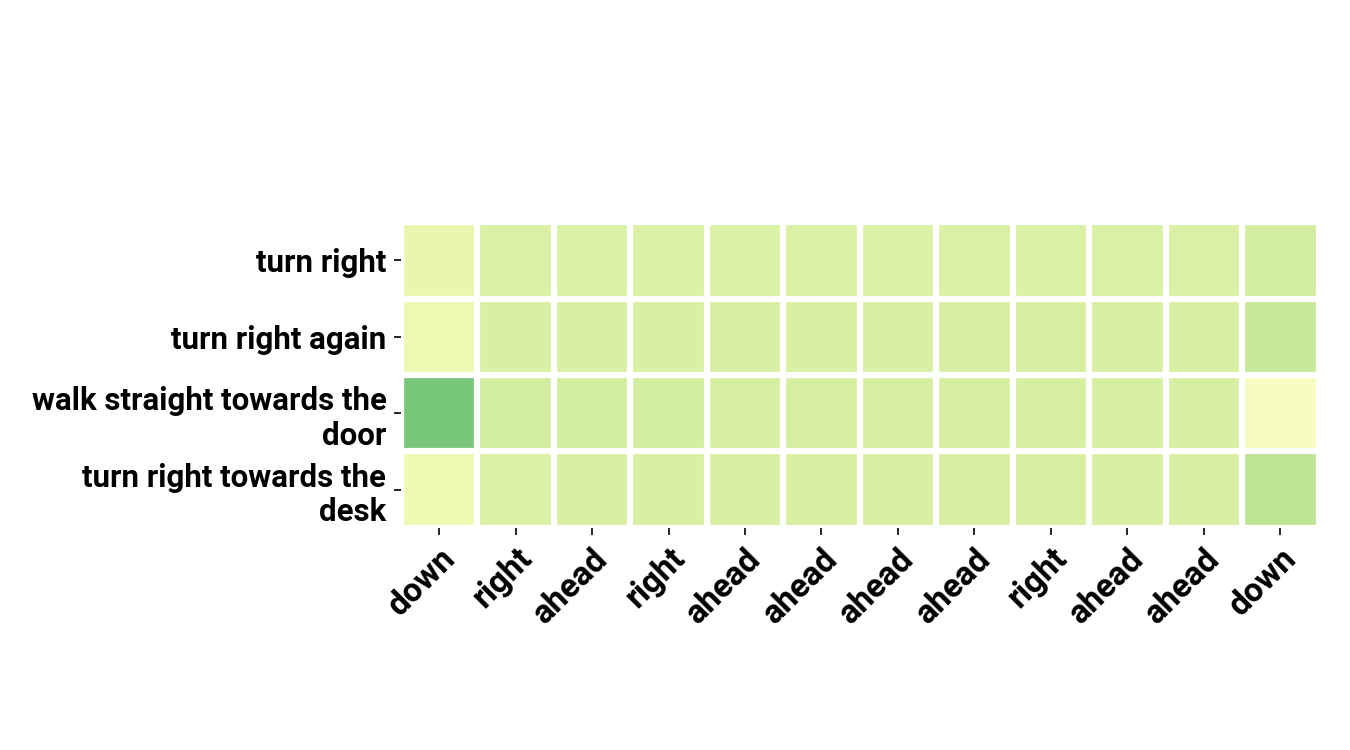 turn right
turn right again
walk straight towards the
door
turn right towards the
desk
down
right
ahead
right
ahead
ahead
ahead
ahead
right
ahead
ahead
down